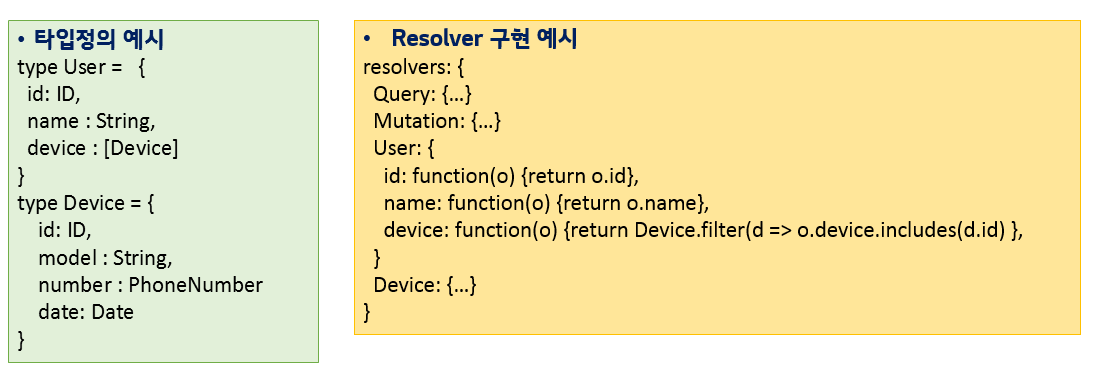 • 타입정의 예시
type User = {
id: ID,
name : String,
device : [Device]
}
type Device = {
id: ID,
model : String,
number : PhoneNumber
date: Date
}
• Resolver 구현 예시
resolvers: {
Query: {...}
Mutation: {...}
User: {
id: function(o) {return o.id},
name: function(o) {return o.name},
device: function(o) {return Device.filter(d => o.device.includes(d.id) },
}
Device: {...}
}